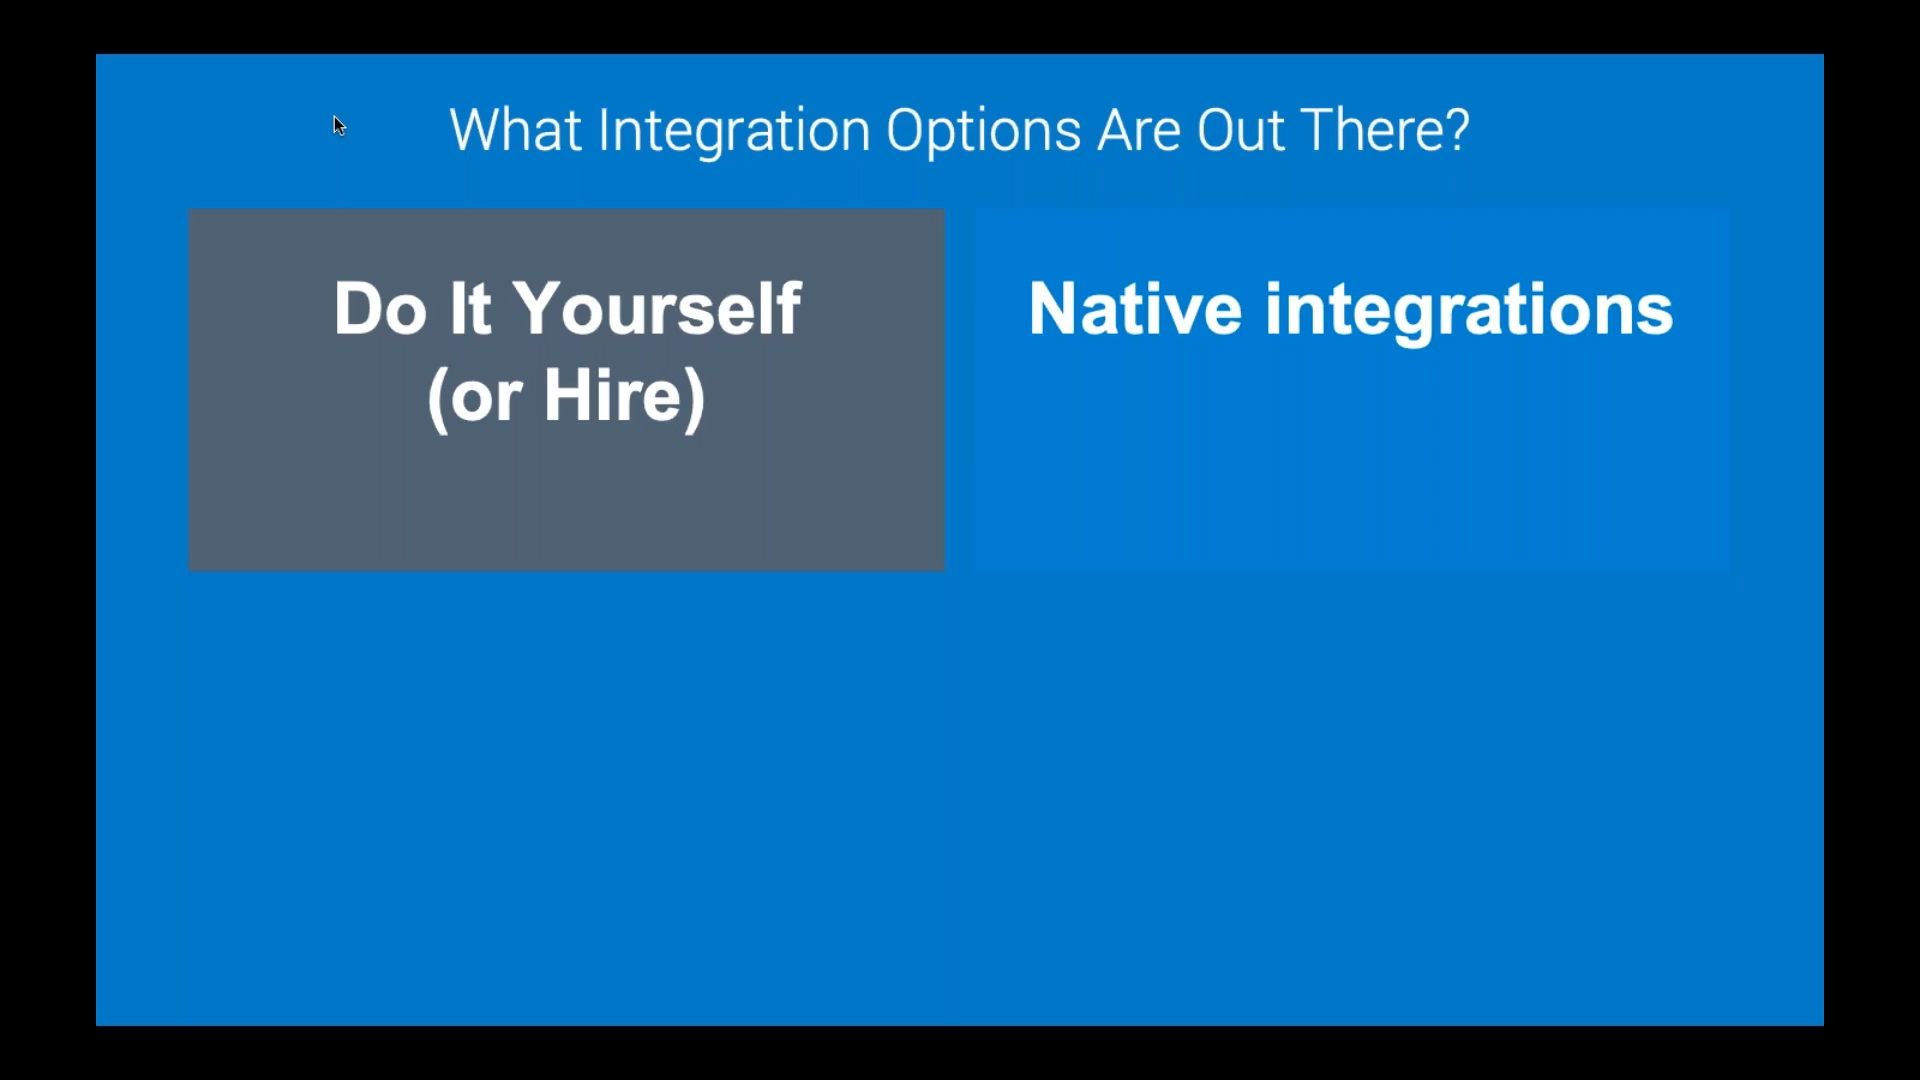 What Integration Options Are Out There?
Do It Yourself
(or Hire)
Native integrations